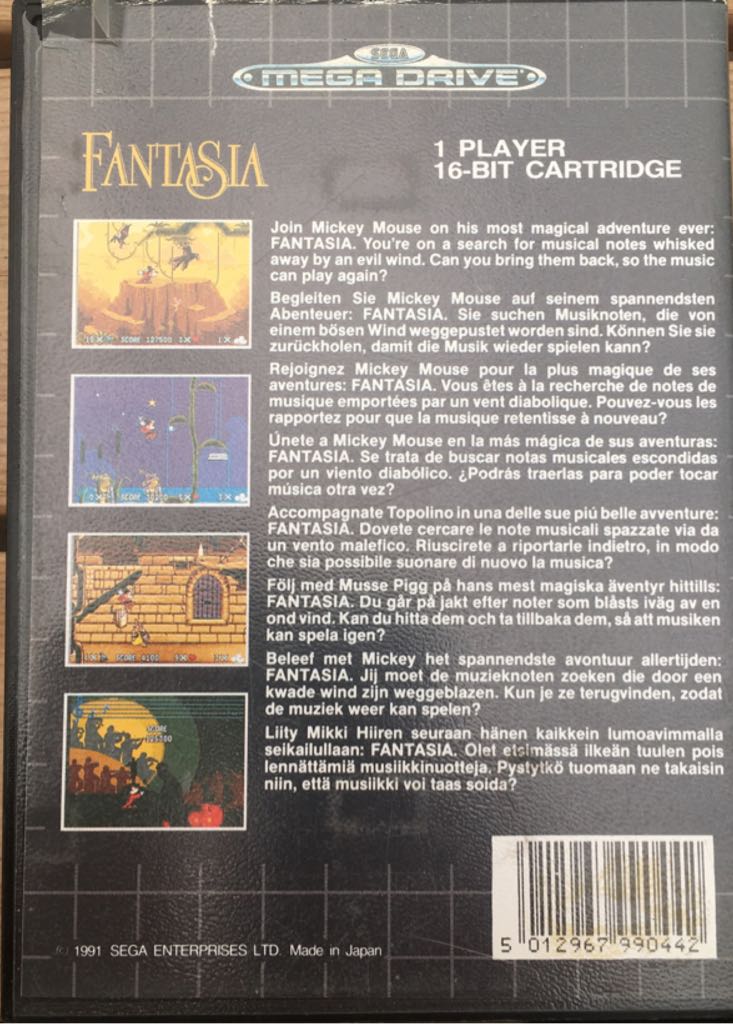 SEGA
MEGA DRIVE
FANTASIA
1 PLAYER
16-BIT CARTRIDGE
Join Mickey Mouse on his most magical adventure ever:
FANTASIA. You're on a search for musical notes whisked
away by an evil wind. Can you bring them back, so the music
can play again?
Begleiten Sie Mickey Mouse auf seinem spannendsten
Abenteuer: FANTASIA. Sie suchen Musiknoten, die von
einem bösen Wind weggepustet worden sind. Können Sie sie
zurückholen, damit die Musik wieder spielen kann?
Rejoignez Mickey Mouse pour la plus magique de ses
aventures: FANTASIA. Vous êtes à la recherche de notes de
musique emportées par un vent diabolique. Pouvez-vous les
rapportez pour que la musique retentisse à nouveau?
Únete a Mickey Mouse en la más mágica de sus aventuras:
FANTASIA. Se trata de buscar notas musicales escondidas
por un viento diabólico. ¿Podrás traerlas para poder tocar
música otra vez?
Accompagnate Topolino in una delle sue piú belle avventure:
FANTASIA. Dovete cercare le note musicali spazzate via da
un vento malefico. Riuscirete a riportarle indietro, in modo
che sia possibile suonare di nuovo la musica?
Följ med Musse Pigg på hans mest magiska äventyr hittills:
FANTASIA. Du går på jakt efter noter som blåsts iväg av en
ond vind. Kan du hitta dem och ta tillbaka dem, så att musiken
kan spela igen?
Beleef met Mickey het spannendste avontuur allertijden:
FANTASIA. Jij moet de muzieknoten zoeken die door een
kwade wind zijn weggeblazen. Kun je ze terugvinden, zodat
de muziek weer kan spelen?
Liity Mikki Hiiren seuraan hänen kaikkein lumoavimmalla
seikailullaan: FANTASIA. Olet etsimässä ilkeän tuulen pois
lennättämiä musiikkinuotteja. Pystytkö tuomaan ne takaisin
niin, että musiikki voi taas soida?
SCORE 127500
SCORE
SCORE 4100
SCORE
(c) 1991 SEGA ENTERPRISES LTD. Made in Japan
5 012967 990442